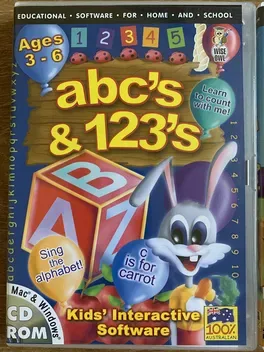 EDUCATIONAL • SOFTWARE • FOR • HOME • AND • SCHOOL
Ages
3 - 6
1 2 3 4 5
WISE
OWL
abc's
& 123's
Learn
to count
with me!
B
A
1
Sing
the
alphabet!
C
is for
Carrot
Mac® & Windows®
CD
ROM
Kids' Interactive
Software
100%
AUSTRALIAN